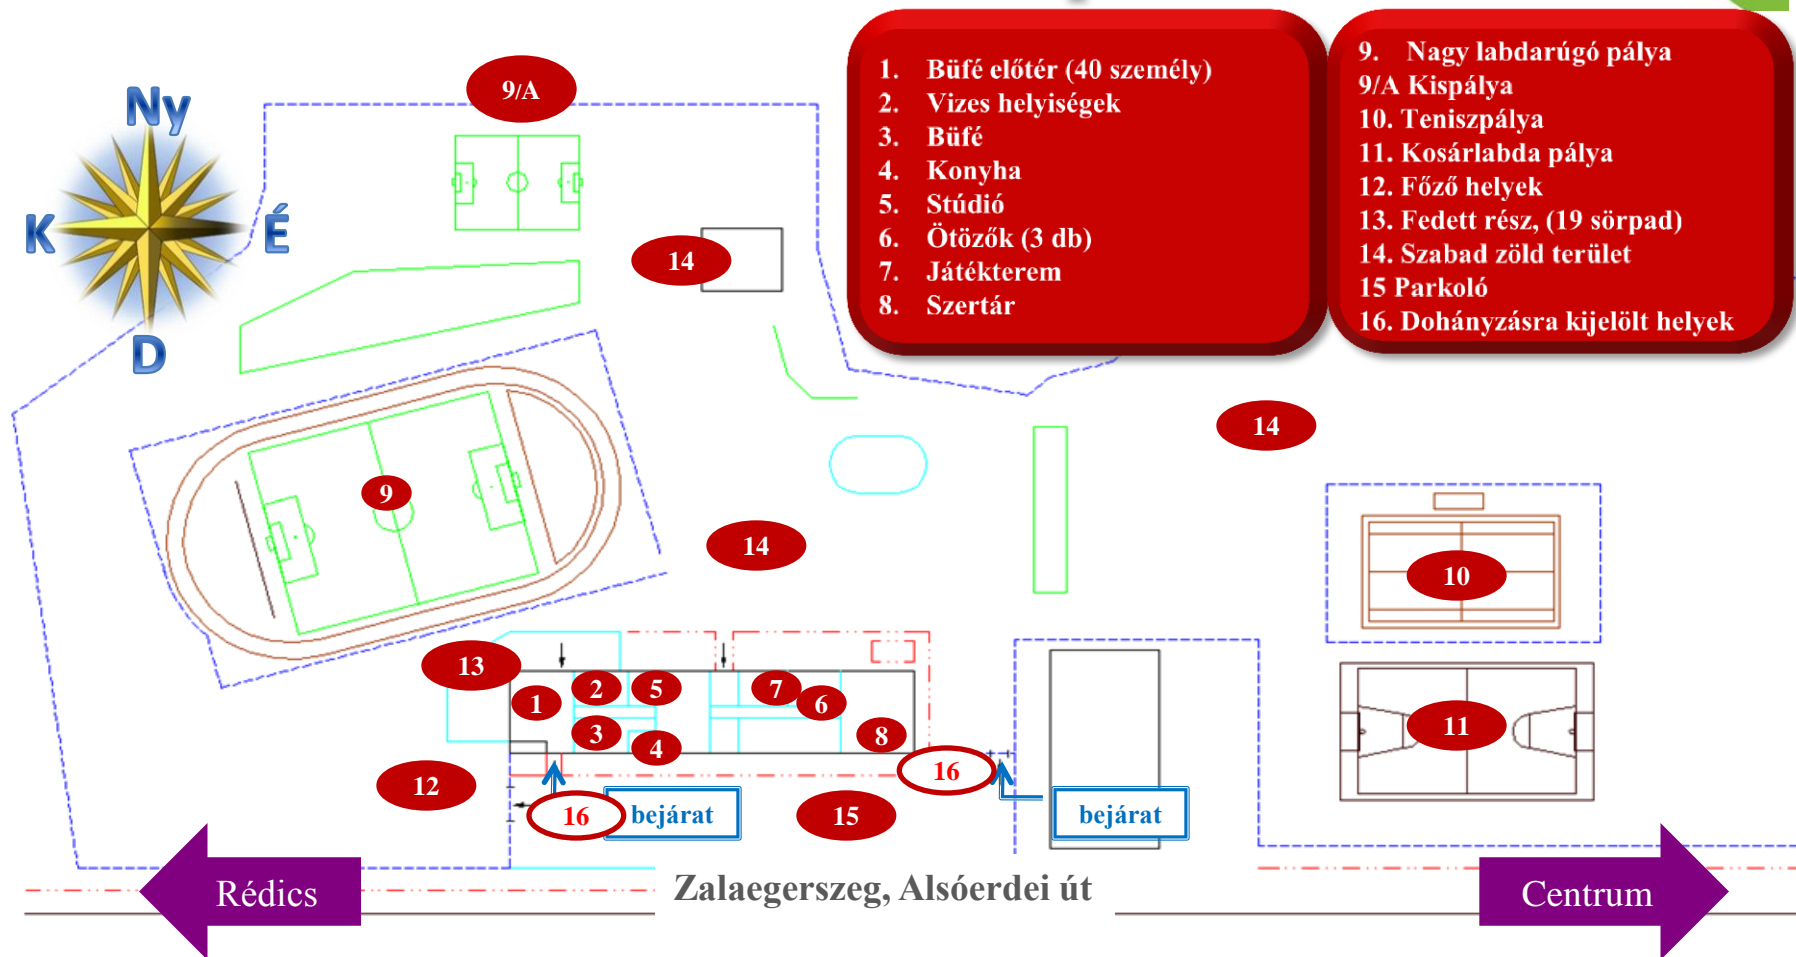 1. Büfé előtér (40 személy)
2. Vizes helyiségek
3. Büfé
4. Konyha
5. Stúdió
6. Ötözők (3 db)
7. Játékterem
8. Szertár
9. Nagy labdarúgó pálya
9/A Kispálya
10. Teniszpálya
11. Kosárlabda pálya
12. Főző helyek
13. Fedett rész, (19 sörpad)
14. Szabad zöld terület
15 Parkoló
16. Dohányzásra kijelölt helyek
Ny
K
É
D
9/A
14
14
9
14
10
13
1
2
5
7
6
3
4
8
11
12
16
16
bejárat
15
bejárat
Rédics
Zalaegerszeg, Alsóerdei út
Centrum